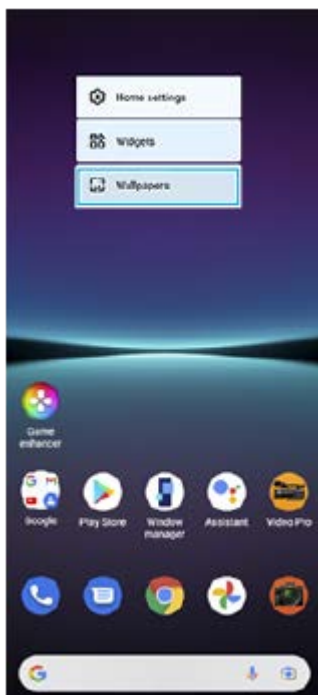 Home settings
Widgets
Wallpapers
Game
enhancer
Google
Play Store
Window
manager
Assistant
Video Pro